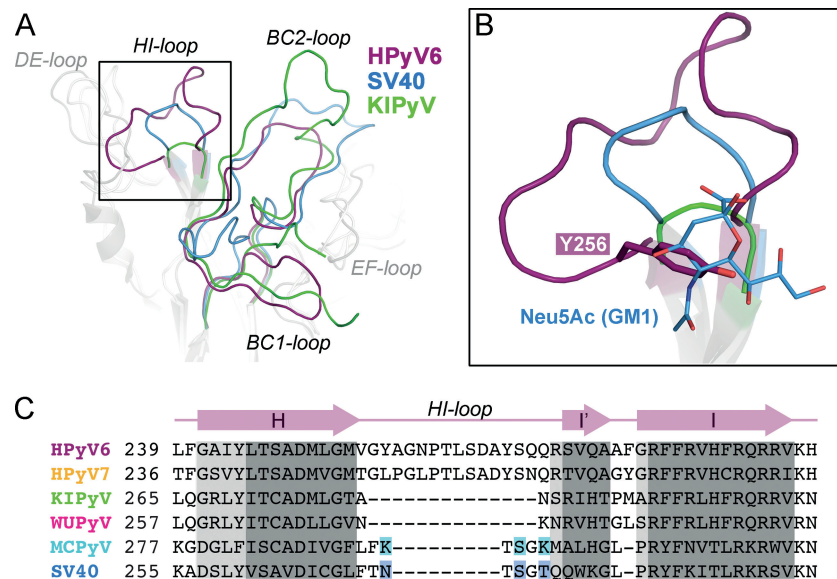 A
HI-loop
BC2-loop
DE-loop
HPyV6
SV40
KIPyV
EF-loop
BC1-loop
B
Y256
Neu5Ac (GM1)
C
H HI-loop I' I
HPyV6 239 LFGAIYLTSADMLGMVGYAGNPTLSDAYSQQRSVQAAFGRFFRVHFRQRRVKH
HPyV7 236 TFGSVYLTSADMVGMTGLPGLPTLSDAYSNQRTVQAAYGRFFRVHCRQRRVKH
KIPyV 265 LQGRLYITCADMLGTA--------------NSRIHTPMARFFRLHFRQRRVKN
WUPyV 257 LQGRLYITCADLLGVN--------------KNRVHTGLSRFFRLHFRQRRVRN
MCPyV 277 KGDGLFISCADIVGFLFK---------TSGKMALHGL-PRYFNVTLRKRWVKN
SV40 255 KADSLYVSAVDICGLFTN---------TSGTQQWKGL-PRYFKITLRKRSVKN